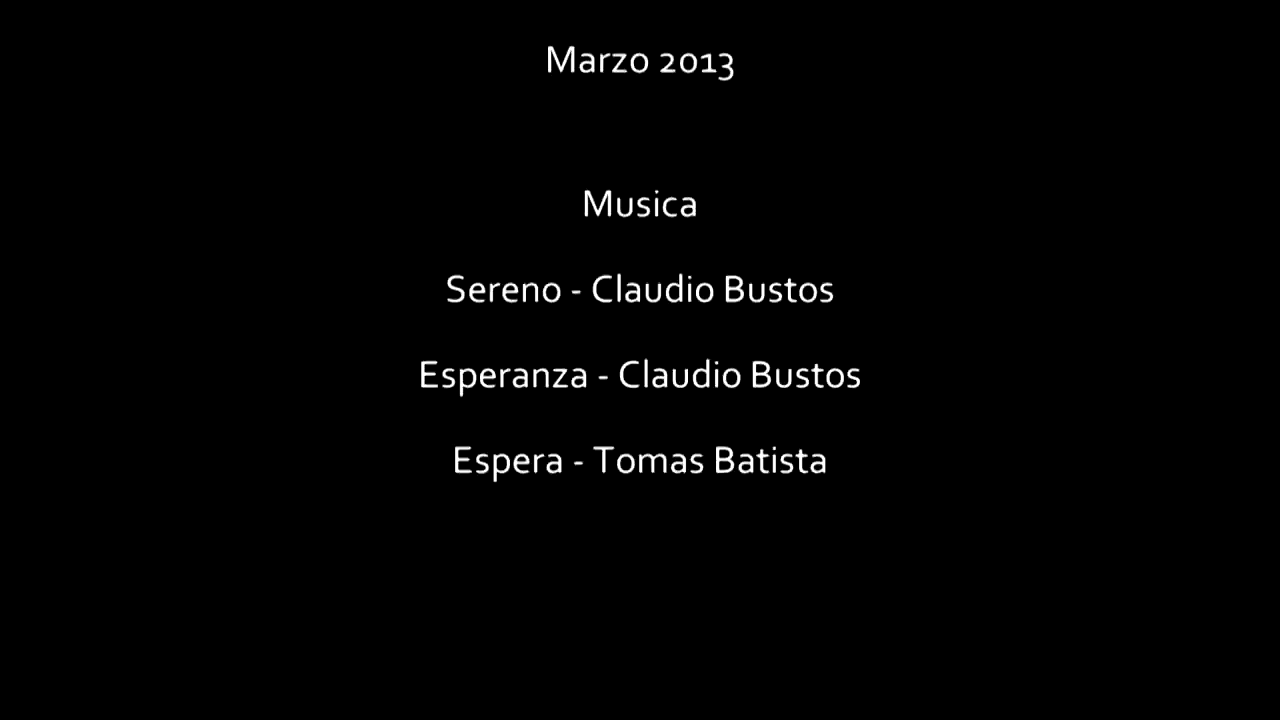 Marzo 2013
Musica
Sereno - Claudio Bustos
Esperanza - Claudio Bustos
Espera - Tomas Batista